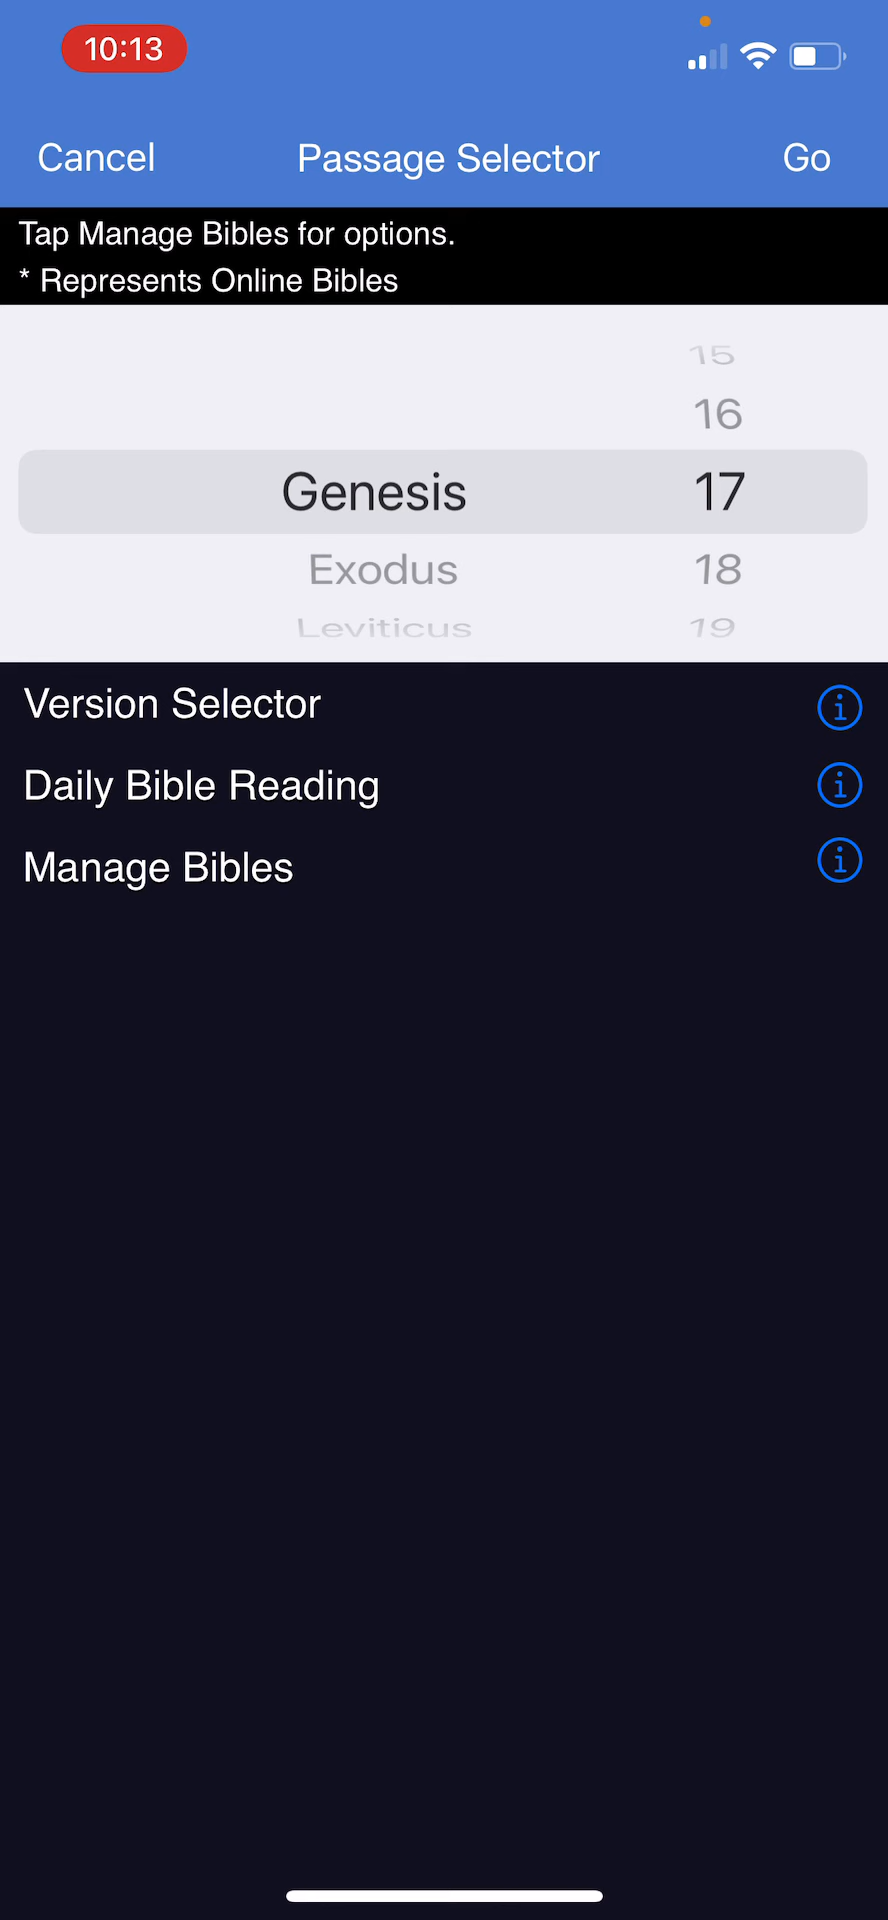 10:13
Cancel Passage Selector Go
Tap Manage Bibles for options.
* Represents Online Bibles
15
16
Genesis 17
Exodus 18
Leviticus 19
Version Selector
Daily Bible Reading
Manage Bibles